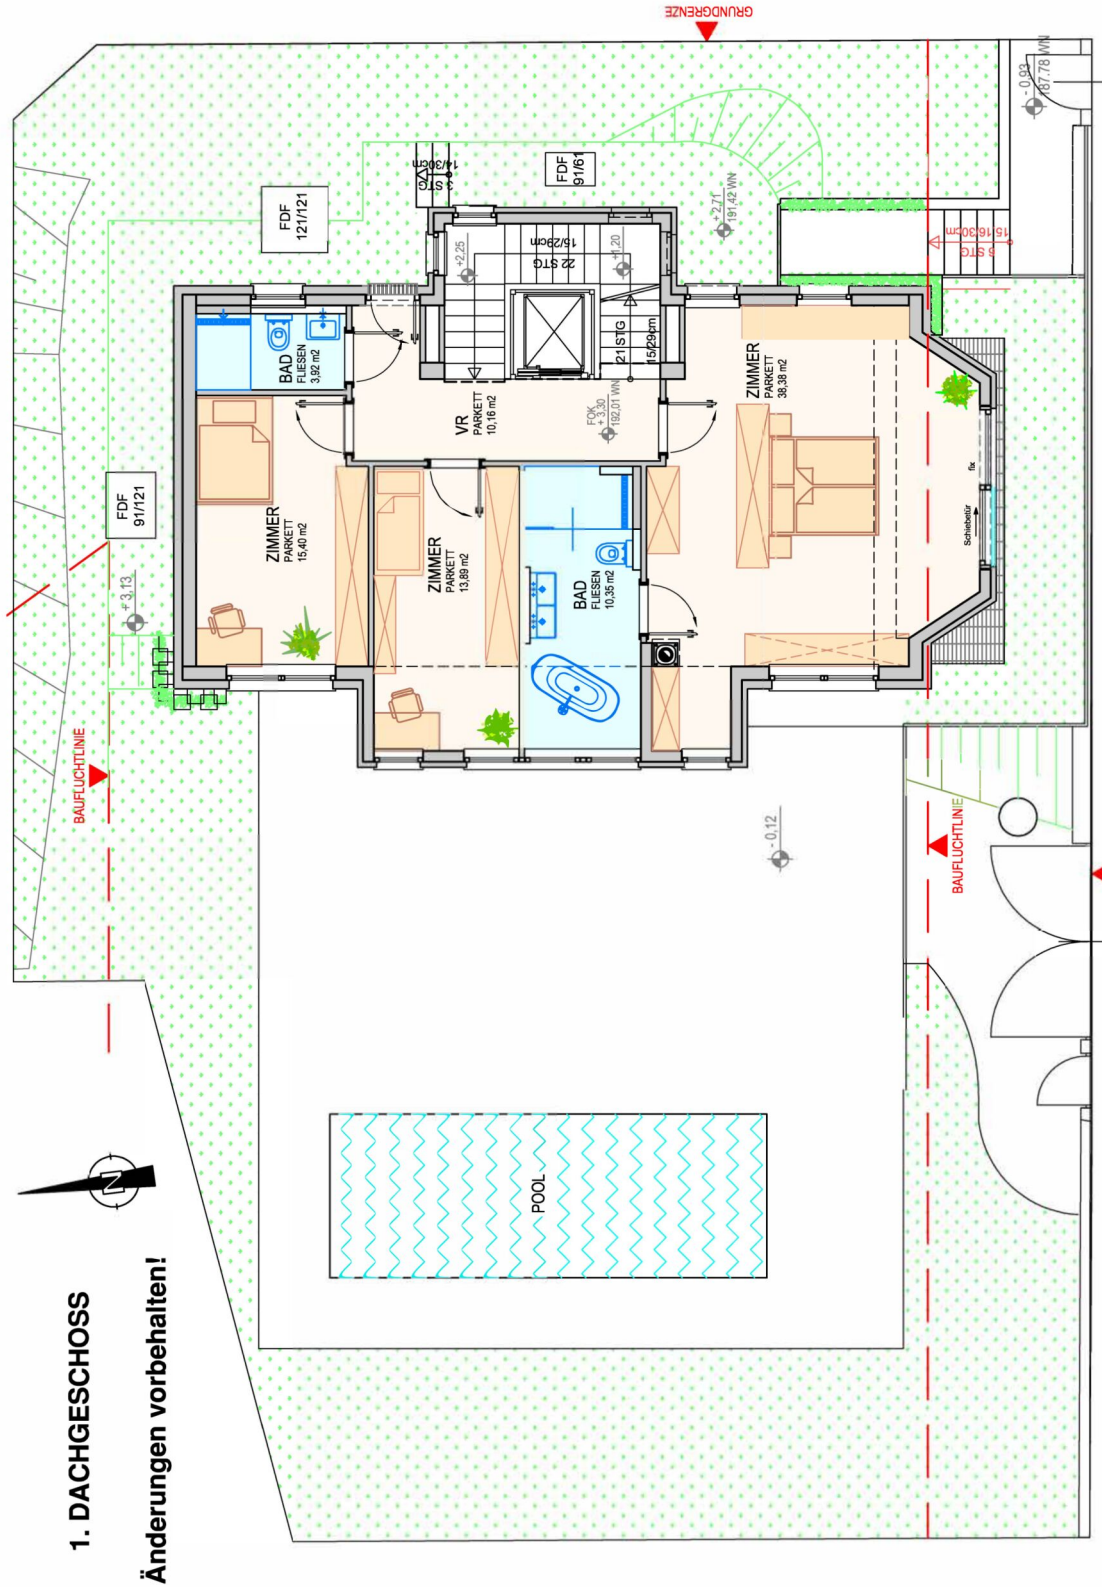 1. DACHGESCHOSS
Änderungen vorbehalten!
N
GRUNDGRENZE
- 0,93
187.78 WN
FDF
121/121
3 STG
14/30cm
FDF
91/61
+ 2,71
191,42 WN
6 STG
15,16/30cm
FDF
91/121
+ 3,13
BAUFLUCHTLINIE
BAD
FLIESEN
3,92 m2
ZIMMER
PARKETT
15,40 m2
VR
PARKETT
10,16 m2
+2,25
22 STG
15/29cm
+1,20
21 STG
15/29cm
FOK
+ 3,30
192,01 WN
ZIMMER
PARKETT
13,89 m2
BAD
FLIESEN
10,35 m2
ZIMMER
PARKETT
38,38 m2
fix
Schiebetür
- 0,12
BAUFLUCHTLINIE
POOL